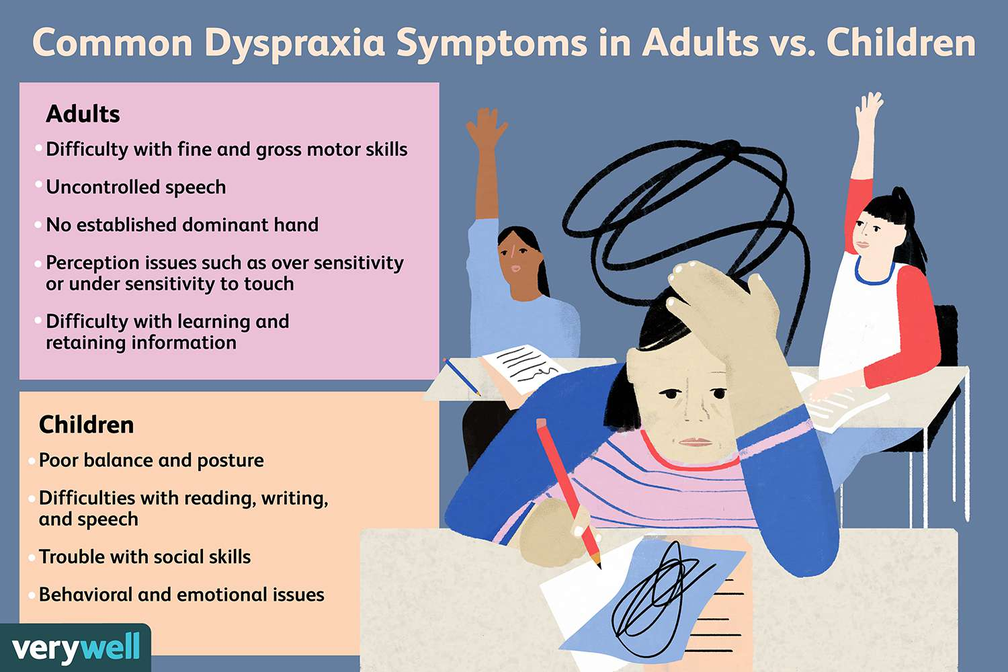 Common Dyspraxia Symptoms in Adults vs. Children
Adults
Difficulty with fine and gross motor skills
Uncontrolled speech
No established dominant hand
Perception issues such as over sensitivity
or under sensitivity to touch
Difficulty with learning and
retaining information
Children
Poor balance and posture
Difficulties with reading, writing,
and speech
Trouble with social skills
Behavioral and emotional issues
verywell